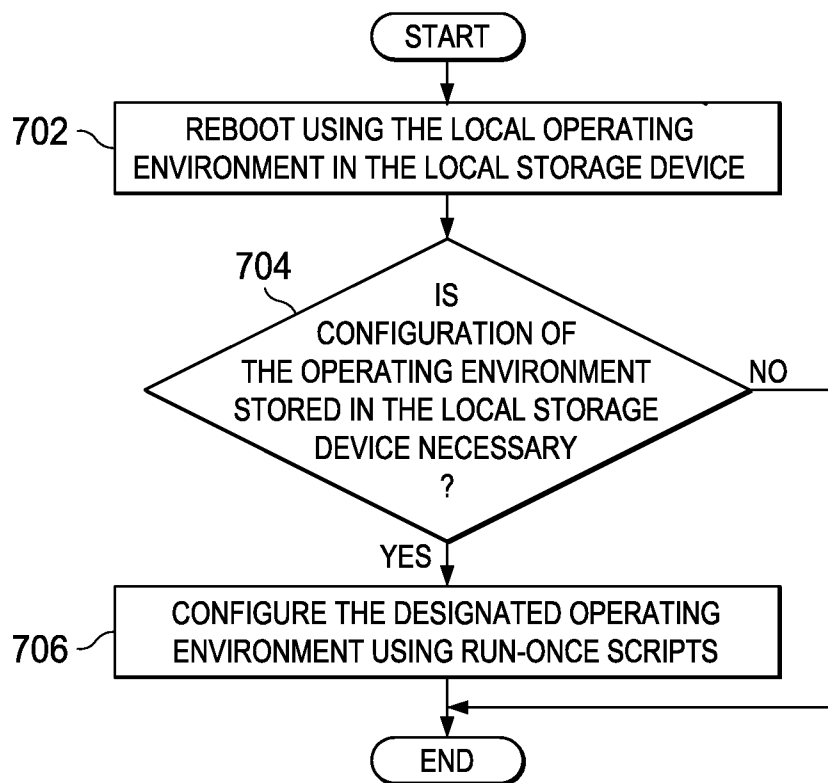 START
702
REBOOT USING THE LOCAL OPERATING
ENVIRONMENT IN THE LOCAL STORAGE DEVICE
704
IS
CONFIGURATION OF
THE OPERATING ENVIRONMENT
STORED IN THE LOCAL STORAGE
DEVICE NECESSARY
?
NO
YES
706
CONFIGURE THE DESIGNATED OPERATING
ENVIRONMENT USING RUN-ONCE SCRIPTS
END